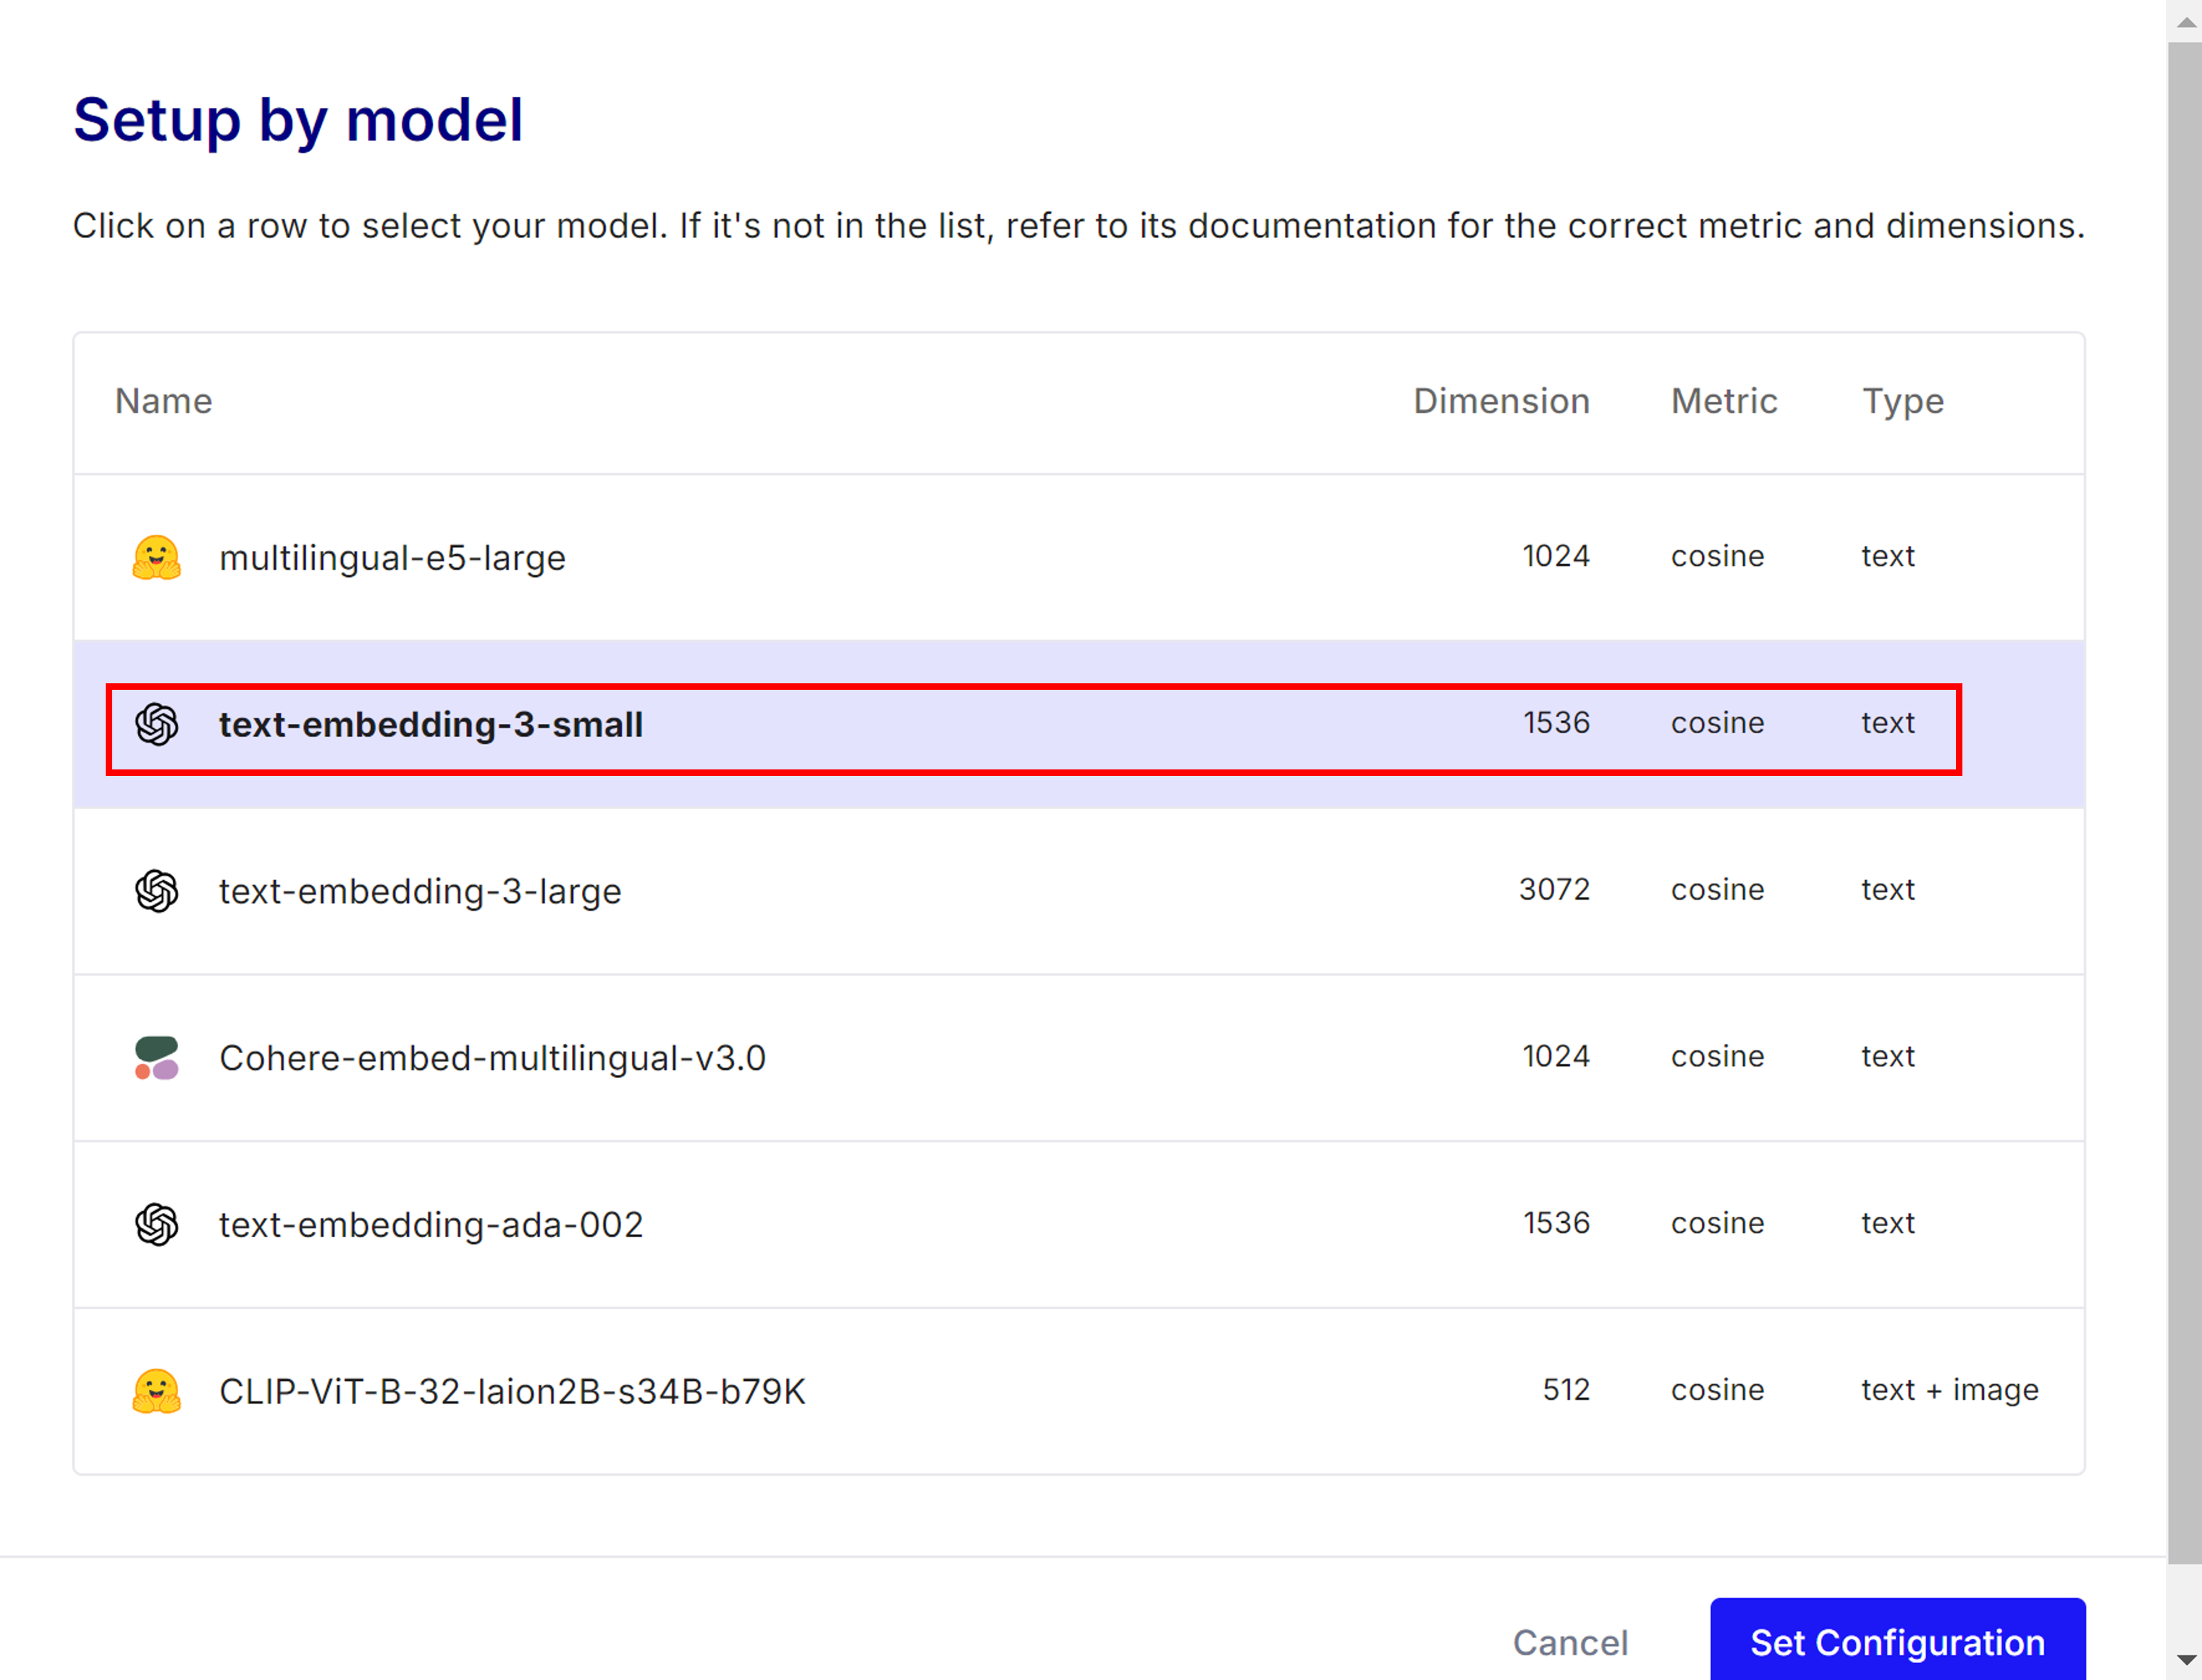 Setup by model
Click on a row to select your model. If it's not in the list, refer to its documentation for the correct metric and dimensions.
Name Dimension Metric Type
multilingual-e5-large 1024 cosine text
text-embedding-3-small 1536 cosine text
text-embedding-3-large 3072 cosine text
Cohere-embed-multilingual-v3.0 1024 cosine text
text-embedding-ada-002 1536 cosine text
CLIP-ViT-B-32-laion2B-s34B-b79K 512 cosine text + image
Cancel Set Configuration